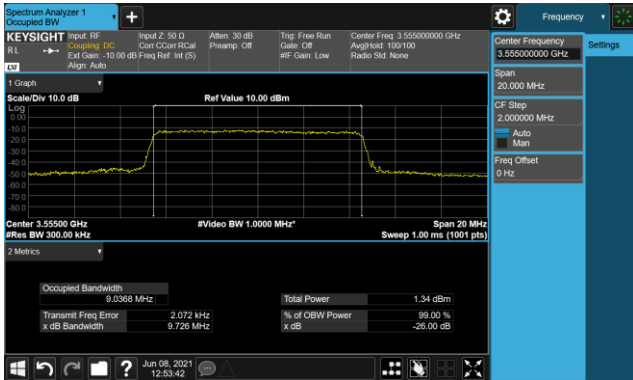 Spectrum Analyzer 1
Occupied BW
Frequency
KEYSIGHT
RL
LXI
Input: RF
Coupling: DC
Ext Gain: -10.00 dB
Align: Auto
Input Z: 50 Ω
Corr CCorr RCal
Freq Ref: Int (S)
Atten: 30 dB
Preamp: Off
Trig: Free Run
Gate: Off
#IF Gain: Low
Center Freq: 3.555000000 GHz
Avg|Hold: 100/100
Radio Std: None
Center Frequency
3.555000000 GHz
Settings
Span
20.000 MHz
CF Step
2.000000 MHz
Auto
Man
Freq Offset
0 Hz
1 Graph
Scale/Div 10.0 dB
Ref Value 10.00 dBm
Log
0.00
-10.0
-20.0
-30.0
-40.0
-50.0
-60.0
-70.0
-80.0
Center 3.55500 GHz
#Video BW 1.0000 MHz*
Span 20 MHz
#Res BW 300.00 kHz
Sweep 1.00 ms (1001 pts)
2 Metrics
Occupied Bandwidth
9.0368 MHz
Total Power 1.34 dBm
Transmit Freq Error 2.072 kHz
% of OBW Power 99.00 %
x dB Bandwidth 9.726 MHz
x dB -26.00 dB
?
Jun 08, 2021
12:53:42